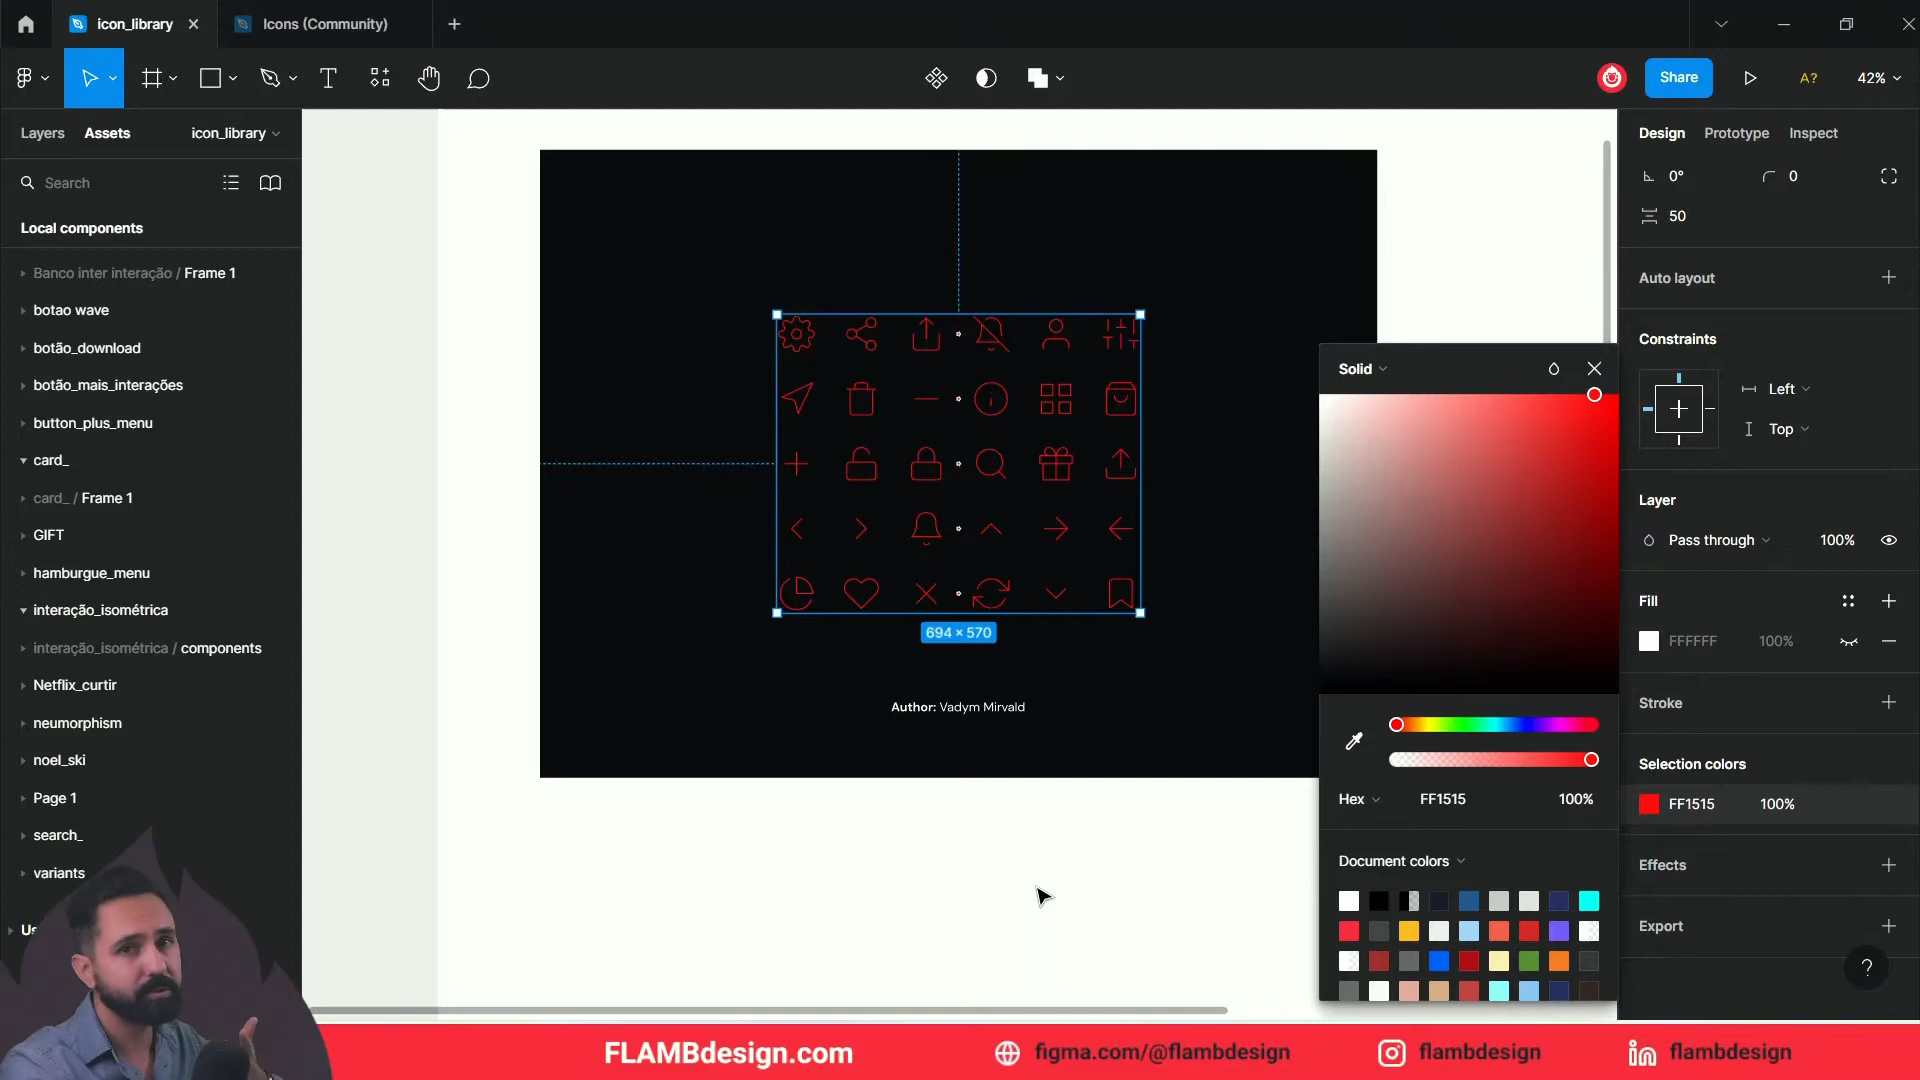 icon_library
Icons (Community)
Share
A?
42%
Layers
Assets
icon_library
Search
Local components
Banco inter interação / Frame 1
botao wave
botão_download
botão_mais_interações
button_plus_menu
card_
card_ / Frame 1
GIFT
hamburgue_menu
interação_isométrica
interação_isométrica / components
Netflix_curtir
neumorphism
noel_ski
Page 1
search_
variants
694 × 570
Author: Vadym Mirvald
Solid
Hex
FF1515
100%
Document colors
Design
Prototype
Inspect
0°
0
50
Auto layout
Constraints
Left
Top
Layer
Pass through
100%
Fill
FFFFFF
100%
Stroke
Selection colors
FF1515
100%
Effects
Export
?
FLAMBdesign.com
figma.com/@flambdesign
flambdesign
flambdesign